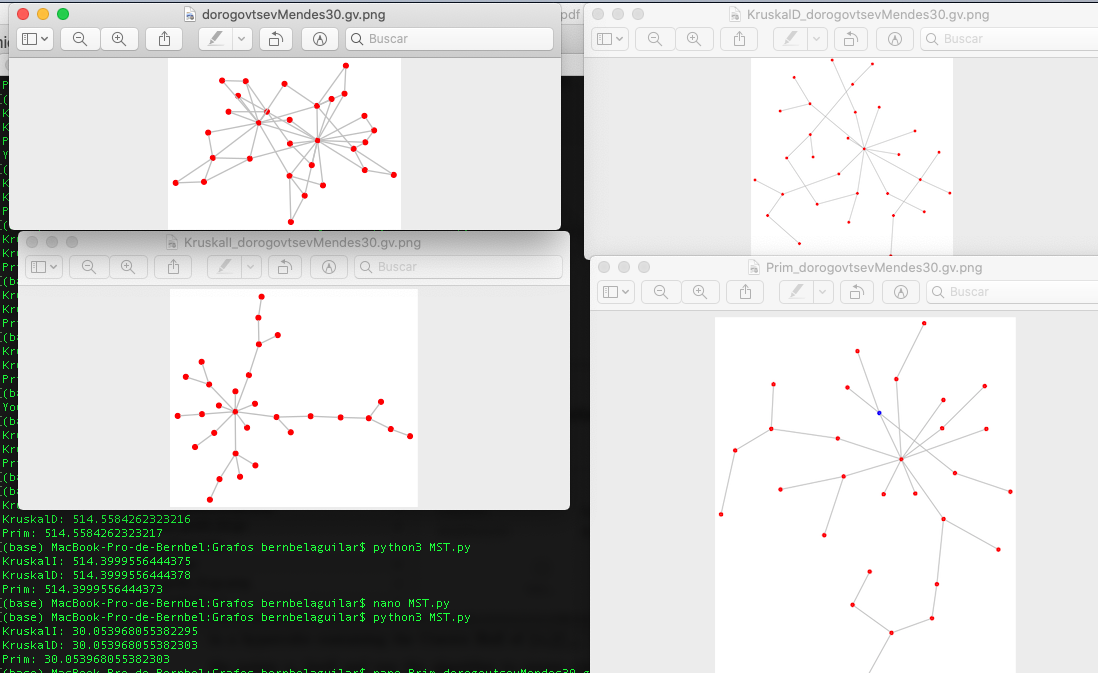 dorogovtsevMendes30.gv.png
Buscar
pdf
KruskalD_dorogovtsevMendes30.gv.png
Buscar
KruskalI_dorogovtsevMendes30.gv.png
Buscar
Prim_dorogovtsevMendes30.gv.png
Buscar
KruskalD: 514.5584262323216
Prim: 514.5584262323217
[(base) MacBook-Pro-de-Bernbel:Grafos bernbelaguilar$ python3 MST.py
KruskalI: 514.3999556444375
KruskalD: 514.3999556444378
Prim: 514.3999556444373
[(base) MacBook-Pro-de-Bernbel:Grafos bernbelaguilar$ nano MST.py
[(base) MacBook-Pro-de-Bernbel:Grafos bernbelaguilar$ python3 MST.py
KruskalI: 30.053968055382295
KruskalD: 30.053968055382303
Prim: 30.053968055382303
[(base) MacBook-Pro-de-Bernbel:Grafos bernbelaguilar$ nano Prim_dorogovtsevMendes30.g